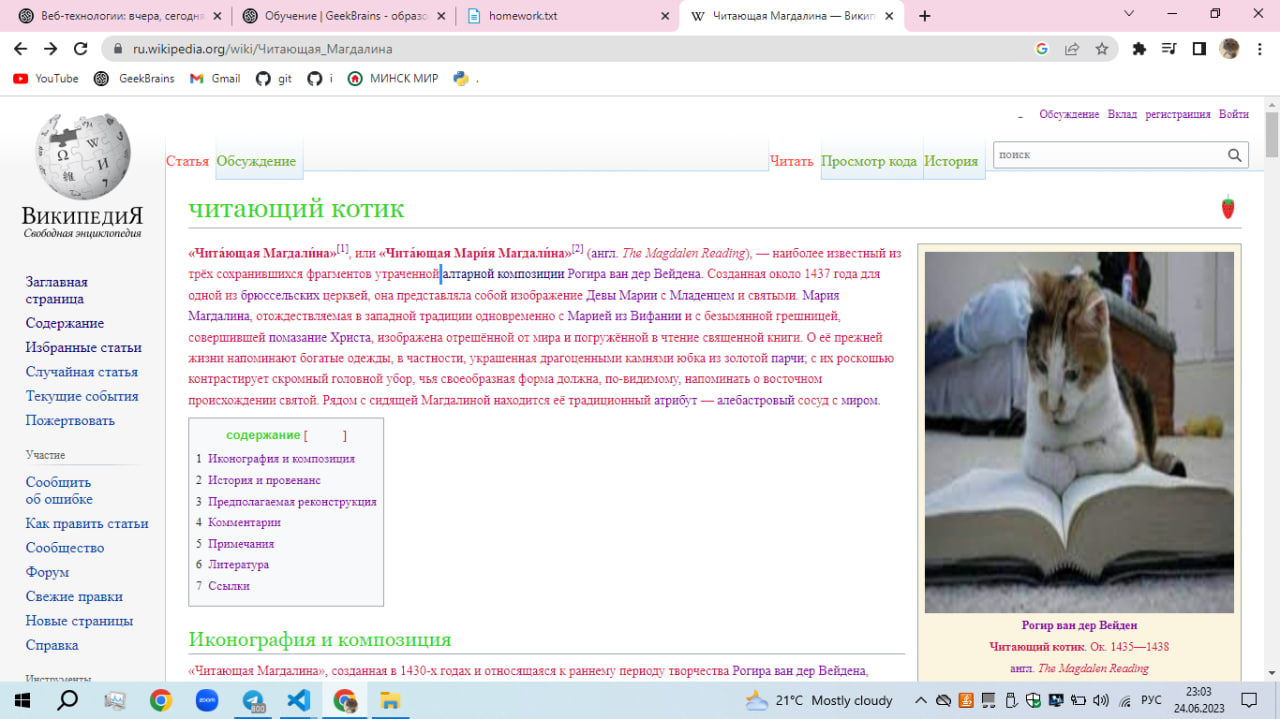 Веб-технологии: вчера, сегодня
Обучение | GeekBrains - образо
homework.txt
Читающая Магдалина — Викип
ru.wikipedia.org/wiki/Читающая_Магдалина
YouTube GeekBrains Gmail git i МИНСК МИР .
Обсуждение Вклад регистрация Войти
Статья Обсуждение Читать Просмотр кода История поиск
ВикипедиЯ
Свободная энциклопедия
Заглавная
страница
Содержание
Избранные статьи
Случайная статья
Текущие события
Пожертвовать
Участие
Сообщить
об ошибке
Как править статьи
Сообщество
Форум
Свежие правки
Новые страницы
Справка
Инструменты
читающий котик
«Чита́ющая Магдали́на»[1], или «Чита́ющая Мари́я Магдали́на»[2] (англ. The Magdalen Reading), — наиболее известный из
трёх сохранившихся фрагментов утраченной алтарной композиции Рогира ван дер Вейдена. Созданная около 1437 года для
одной из брюссельских церквей, она представляла собой изображение Девы Марии с Младенцем и святыми. Мария
Магдалина, отождествляемая в западной традиции одновременно с Марией из Вифании и с безымянной грешницей,
совершившей помазание Христа, изображена отрешённой от мира и погружённой в чтение священной книги. О её прежней
жизни напоминают богатые одежды, в частности, украшенная драгоценными камнями юбка из золотой парчи; с их роскошью
контрастирует скромный головной убор, чья своеобразная форма должна, по-видимому, напоминать о восточном
происхождении святой. Рядом с сидящей Магдалиной находится её традиционный атрибут — алебастровый сосуд с миром.
содержание [ ]
1 Иконография и композиция
2 История и провенанс
3 Предполагаемая реконструкция
4 Комментарии
5 Примечания
6 Литература
7 Ссылки
Иконография и композиция
«Читающая Магдалина», созданная в 1430-х годах и относящаяся к раннему периоду творчества Рогира ван дер Вейдена,
Рогир ван дер Вейден
Читающий котик. Ок. 1435—1438
англ. The Magdalen Reading
zoom
800
21°C Mostly cloudy
РУС
23:03
24.06.2023